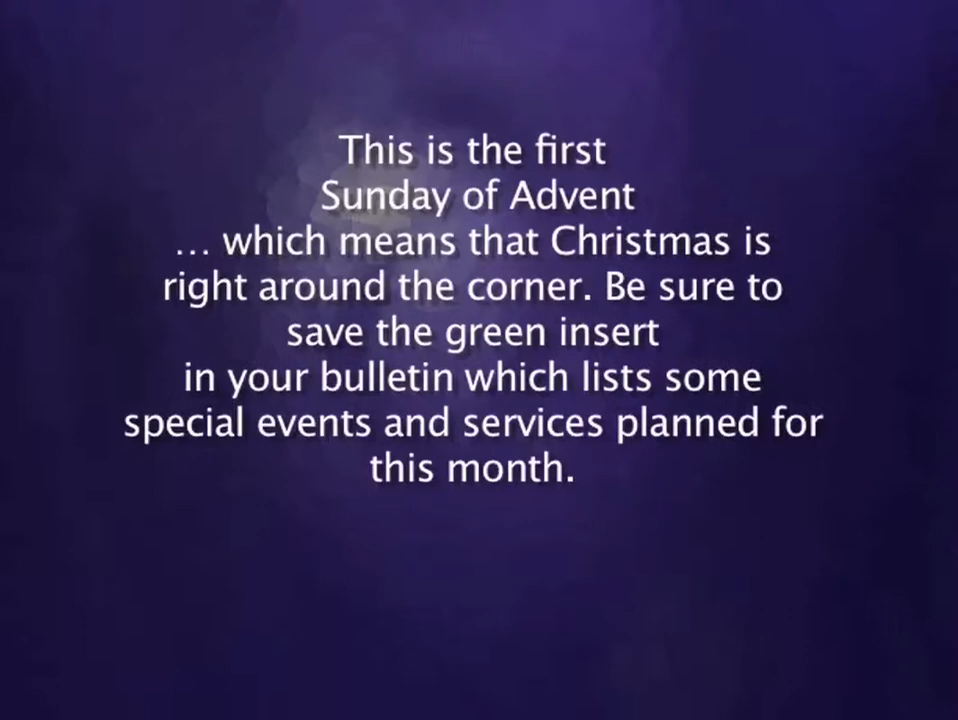 This is the first
Sunday of Advent
… which means that Christmas is
right around the corner. Be sure to
save the green insert
in your bulletin which lists some
special events and services planned for
this month.